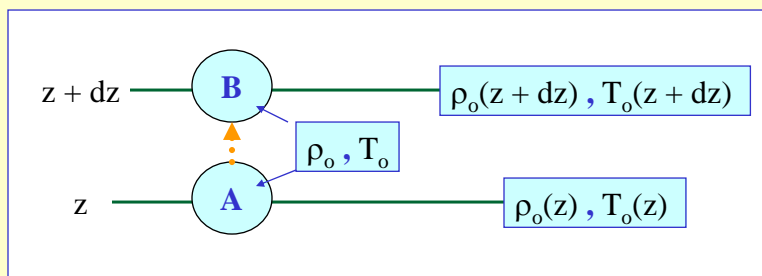 z + dz B ρₒ(z + dz) , Tₒ(z + dz)
ρₒ , Tₒ
z A ρₒ(z) , Tₒ(z)